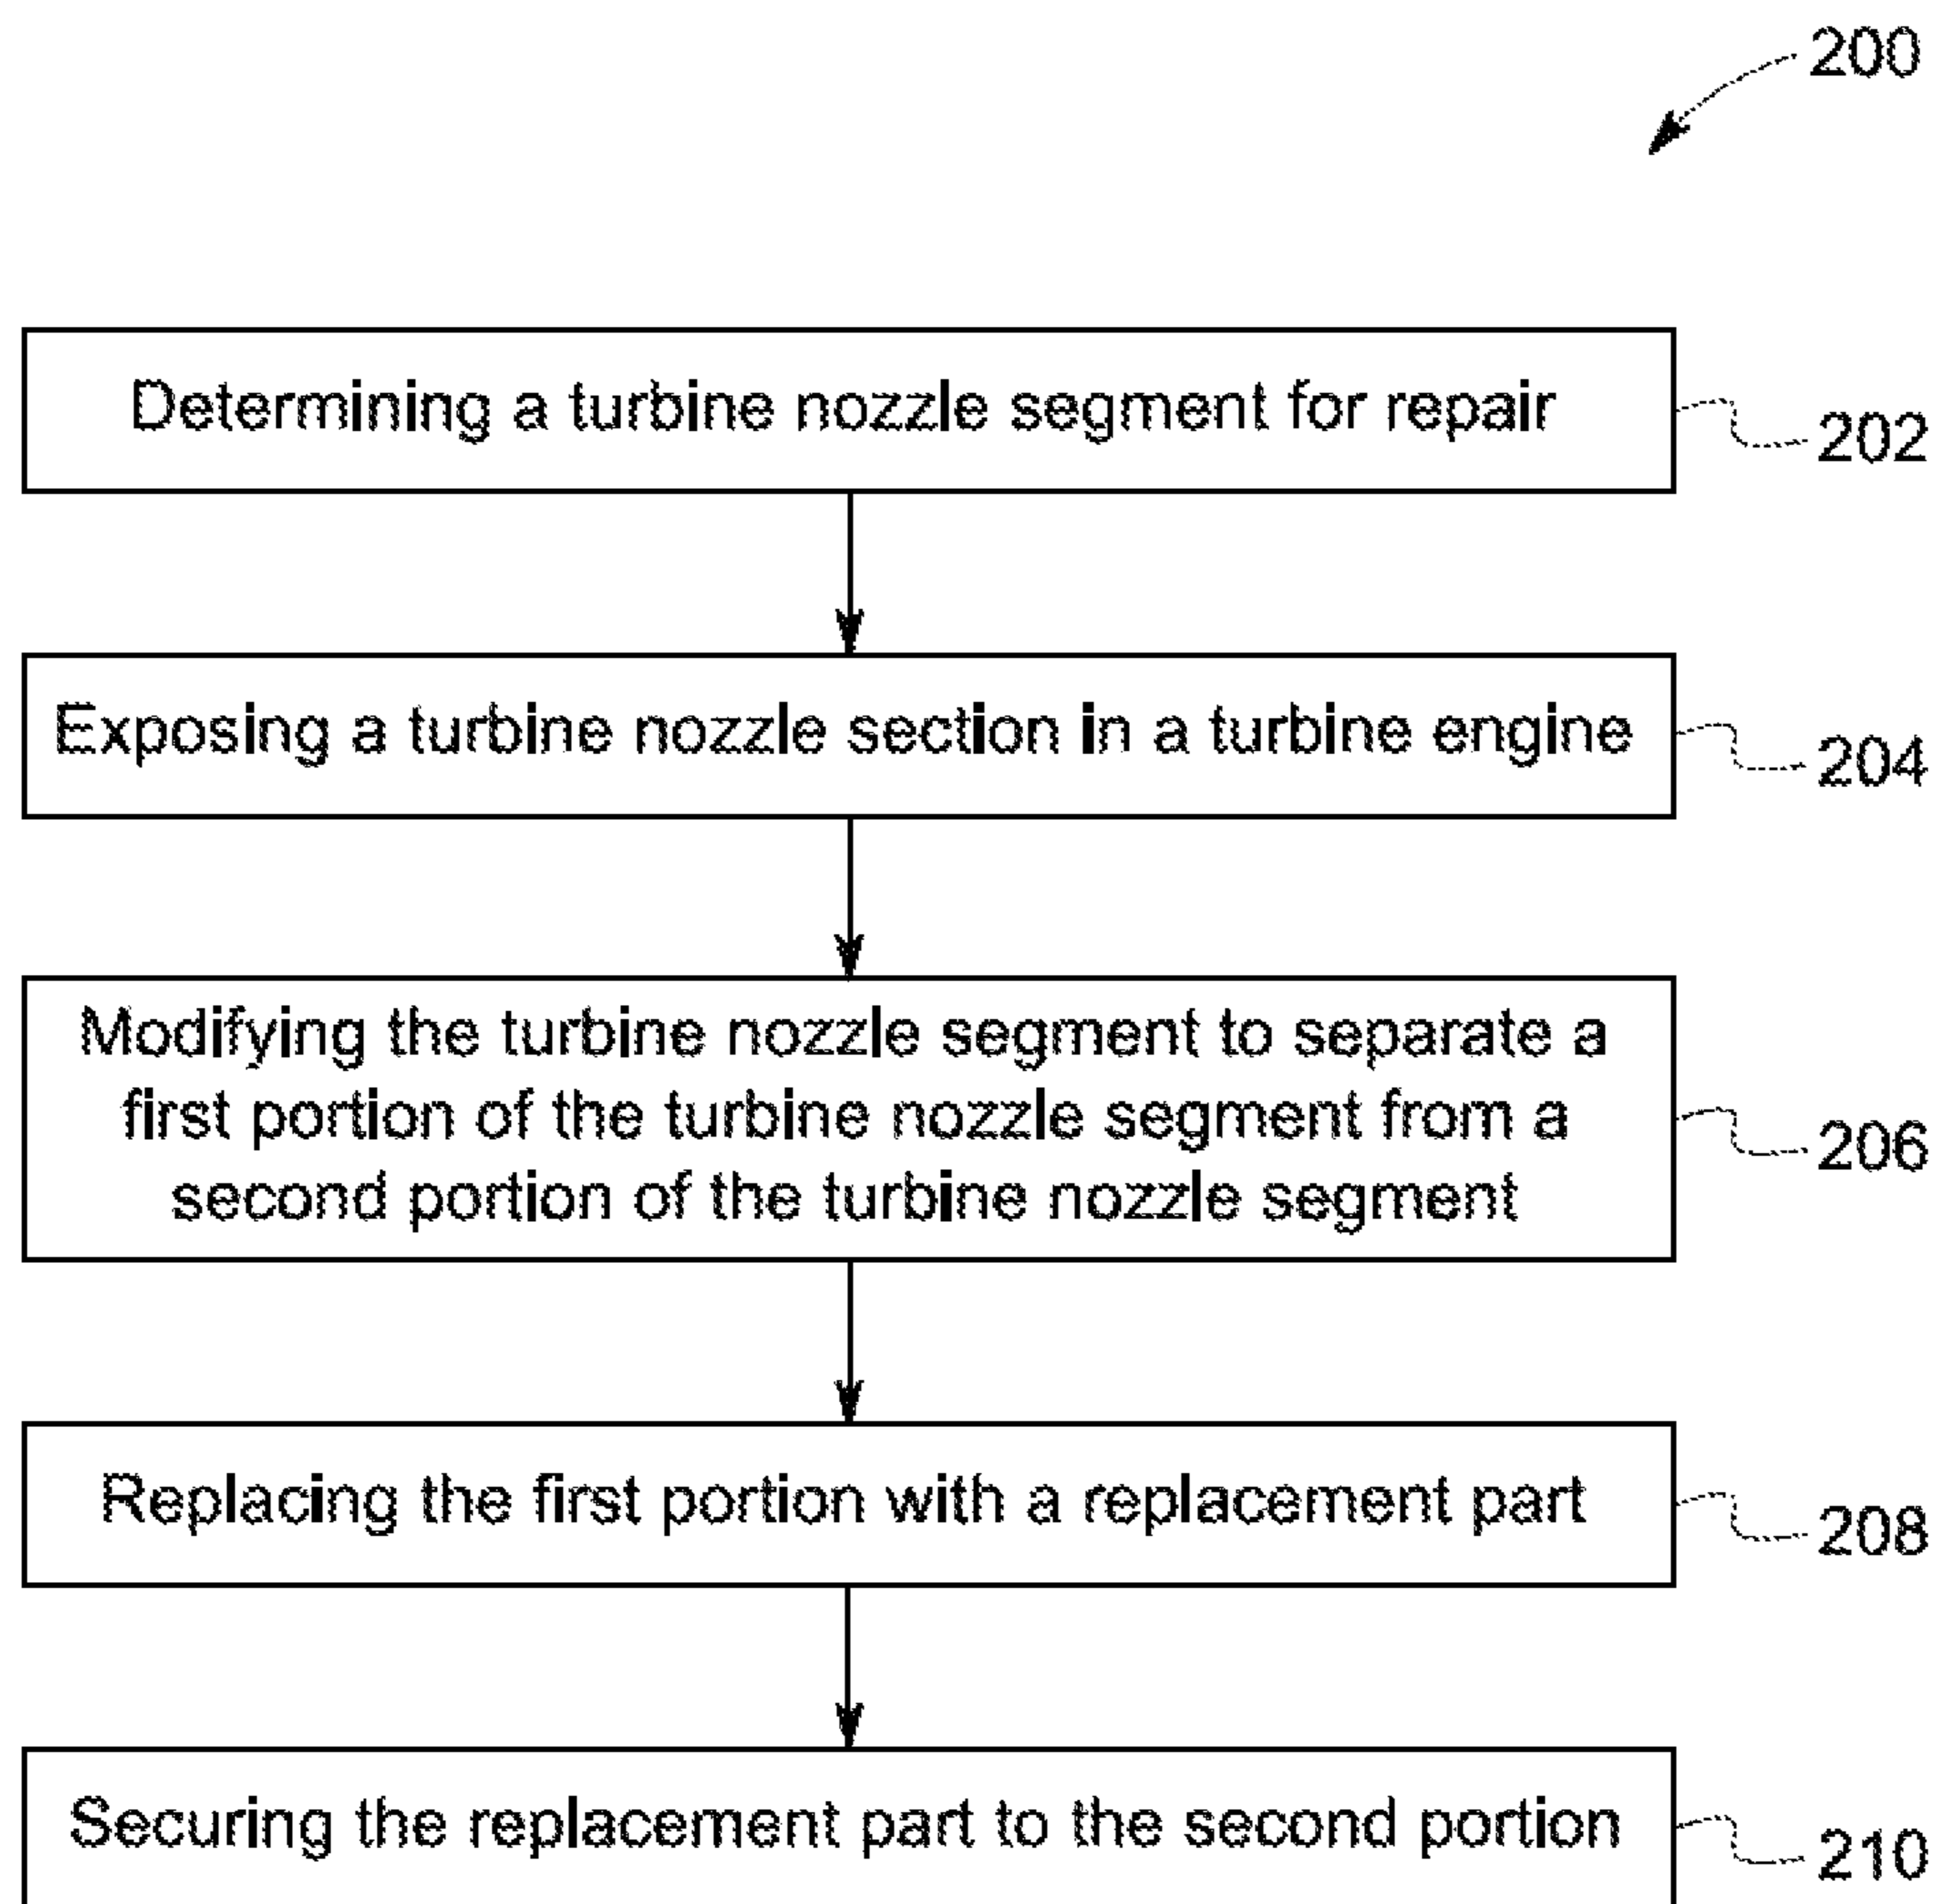 200
Determining a turbine nozzle segment for repair
202
Exposing a turbine nozzle section in a turbine engine
204
Modifying the turbine nozzle segment to separate a
first portion of the turbine nozzle segment from a
second portion of the turbine nozzle segment
206
Replacing the first portion with a replacement part
208
Securing the replacement part to the second portion
210